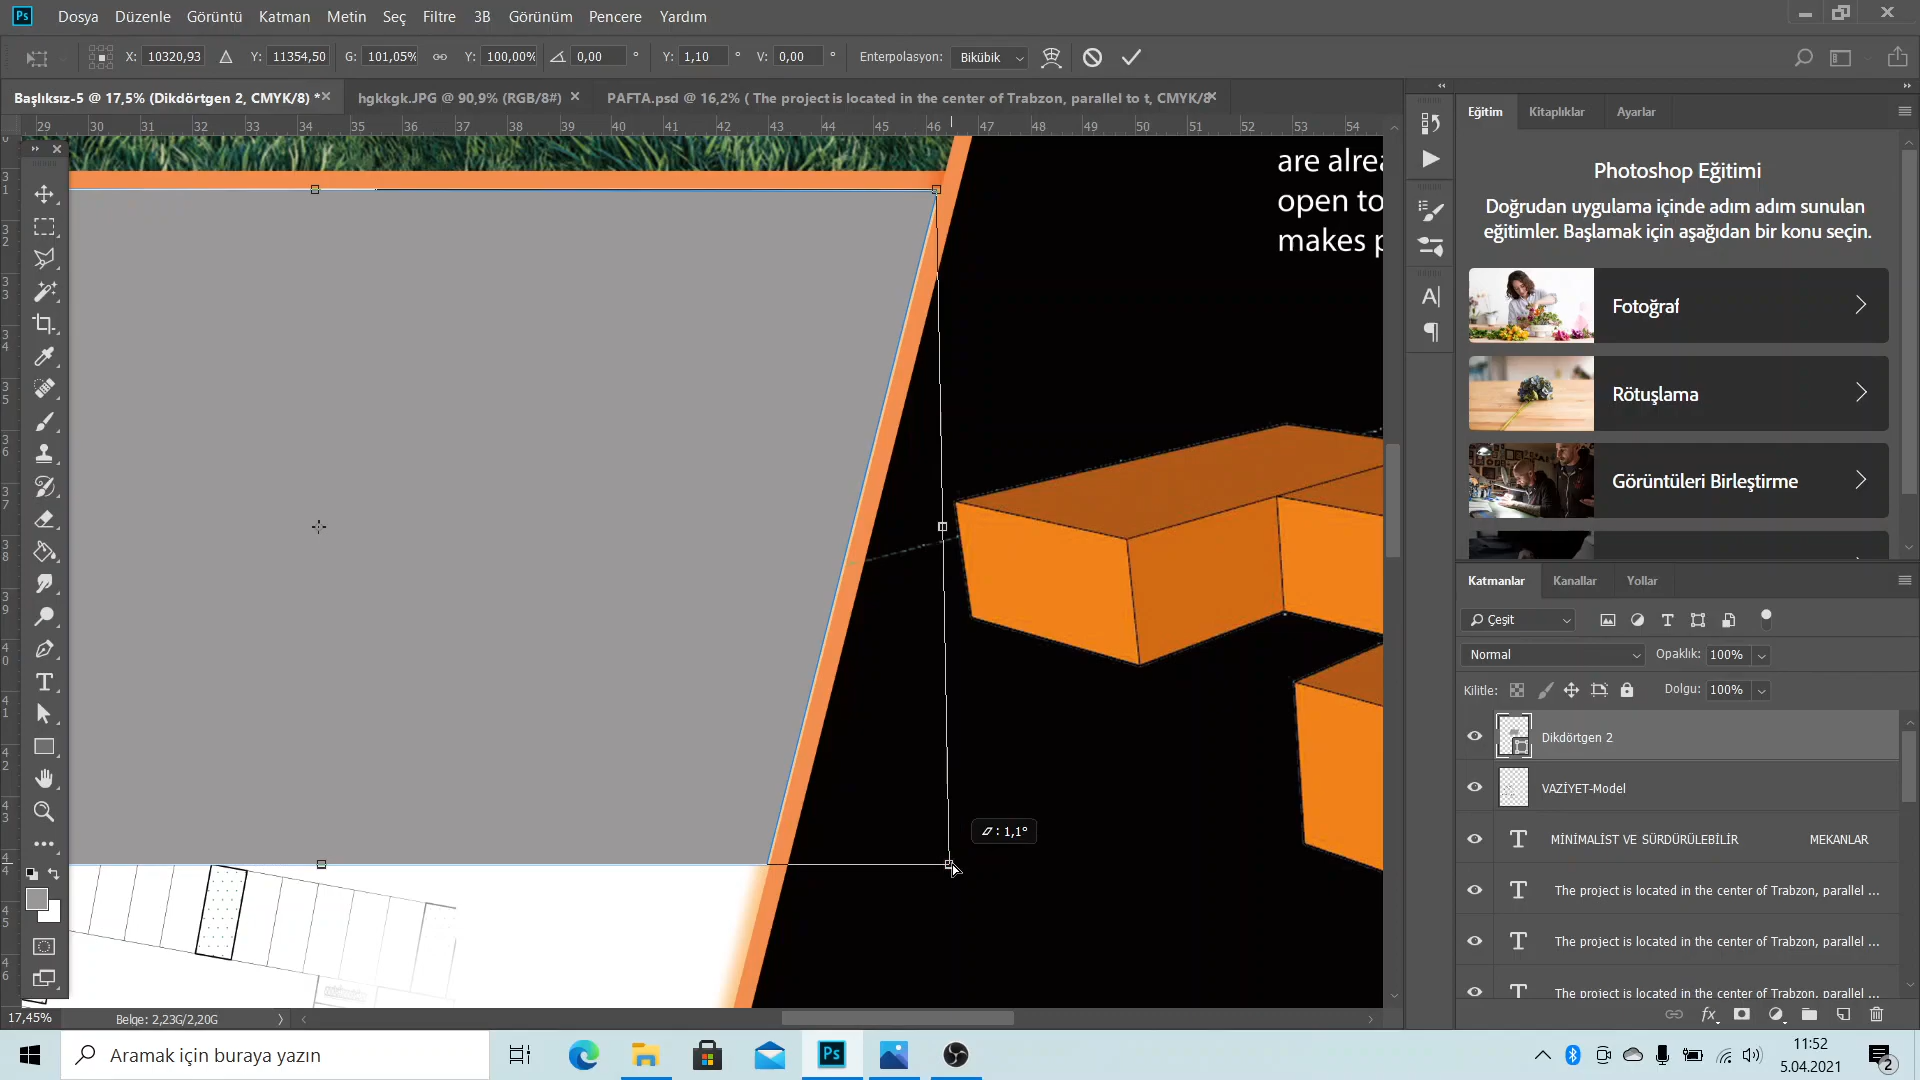 Ps Dosya Düzenle Görüntü Katman Metin Seç Filtre 3B Görünüm Pencere Yardım
X: 10320,93 Y: 11354,50 G: 101,05% Y: 100,00% 0,00 ° Y: 1,10 ° V: 0,00 ° Enterpolasyon: Bikübik
Başlıksız-5 @ 17,5% (Dikdörtgen 2, CMYK/8) * hgkkgk.JPG @ 90,9% (RGB/8#) PAFTA.psd @ 16,2% ( The project is located in the center of Trabzon, parallel to t, CMYK/8
29 30 31 32 33 34 35 36 37 38 39 40 41 42 43 44 45 46 47 48 49 50 51 52 53 54
are alrea
open to
makes p
1,1°
17,45% Belge: 2,23G/2,20G
Eğitim Kitaplıklar Ayarlar
Photoshop Eğitimi
Doğrudan uygulama içinde adım adım sunulan
eğitimler. Başlamak için aşağıdan bir konu seçin.
Fotoğraf
Rötuşlama
Görüntüleri Birleştirme
Katmanlar Kanallar Yollar
Çeşit
Normal Opaklık: 100%
Kilitle: Dolgu: 100%
Dikdörtgen 2
VAZİYET-Model
MİNİMALİST VE SÜRDÜRÜLEBİLİR MEKANLAR
The project is located in the center of Trabzon, parallel ...
The project is located in the center of Trabzon, parallel ...
The project is located in the center of Trabzon, parallel ...
Aramak için buraya yazın
Ps
11:52
5.04.2021
2